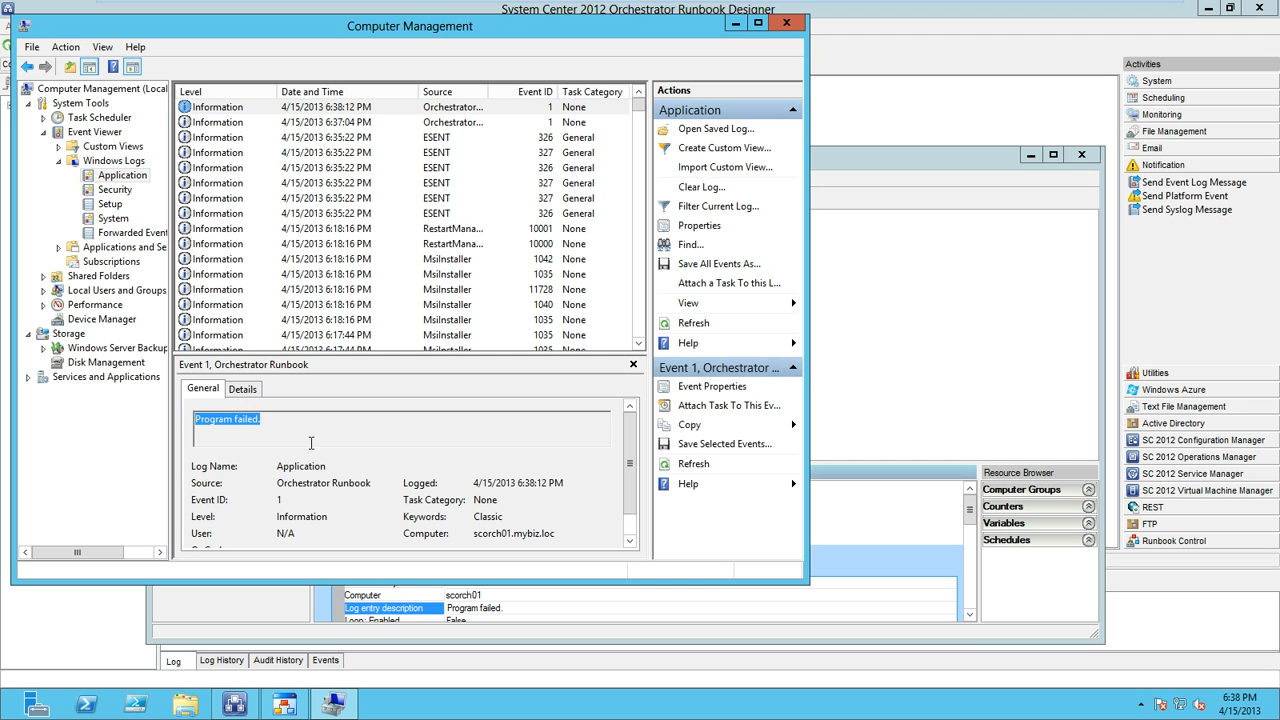 System Center 2012 Orchestrator Runbook Designer
Computer Management
File Action View Help
Computer Management (Local
System Tools
Task Scheduler
Event Viewer
Custom Views
Windows Logs
Application
Security
Setup
System
Forwarded Event
Applications and Se
Subscriptions
Shared Folders
Local Users and Groups
Performance
Device Manager
Storage
Windows Server Backup
Disk Management
Services and Applications
Level Date and Time Source Event ID Task Category
Information 4/15/2013 6:38:12 PM Orchestrator... 1 None
Information 4/15/2013 6:37:04 PM Orchestrator... 1 None
Information 4/15/2013 6:35:22 PM ESENT 326 General
Information 4/15/2013 6:35:22 PM ESENT 327 General
Information 4/15/2013 6:35:22 PM ESENT 326 General
Information 4/15/2013 6:35:22 PM ESENT 327 General
Information 4/15/2013 6:35:22 PM ESENT 327 General
Information 4/15/2013 6:35:22 PM ESENT 326 General
Information 4/15/2013 6:18:16 PM RestartMana... 10001 None
Information 4/15/2013 6:18:16 PM RestartMana... 10000 None
Information 4/15/2013 6:18:16 PM MsiInstaller 1042 None
Information 4/15/2013 6:18:16 PM MsiInstaller 1035 None
Information 4/15/2013 6:18:16 PM MsiInstaller 11728 None
Information 4/15/2013 6:18:16 PM MsiInstaller 1040 None
Information 4/15/2013 6:17:44 PM MsiInstaller 1035 None
Information 4/15/2013 6:17:44 PM MsiInstaller 1035 None
Event 1, Orchestrator Runbook
General Details
Program failed.
Log Name: Application
Source: Orchestrator Runbook Logged: 4/15/2013 6:38:12 PM
Event ID: 1 Task Category: None
Level: Information Keywords: Classic
User: N/A Computer: scorch01.mybiz.loc
Actions
Application
Open Saved Log...
Create Custom View...
Import Custom View...
Clear Log...
Filter Current Log...
Properties
Find...
Save All Events As...
Attach a Task To this L...
View
Refresh
Help
Event 1, Orchestrator ...
Event Properties
Attach Task To This Ev...
Copy
Save Selected Events...
Refresh
Help
Computer scorch01
Log entry description Program failed.
Loop: Enabled False
Resource Browser
Computer Groups
Counters
Variables
Schedules
Activities
System
Scheduling
Monitoring
File Management
Email
Notification
Send Event Log Message
Send Platform Event
Send Syslog Message
Utilities
Windows Azure
Text File Management
Active Directory
SC 2012 Configuration Manager
SC 2012 Operations Manager
SC 2012 Service Manager
SC 2012 Virtual Machine Manager
REST
FTP
Runbook Control
Log Log History Audit History Events
6:38 PM
4/15/2013